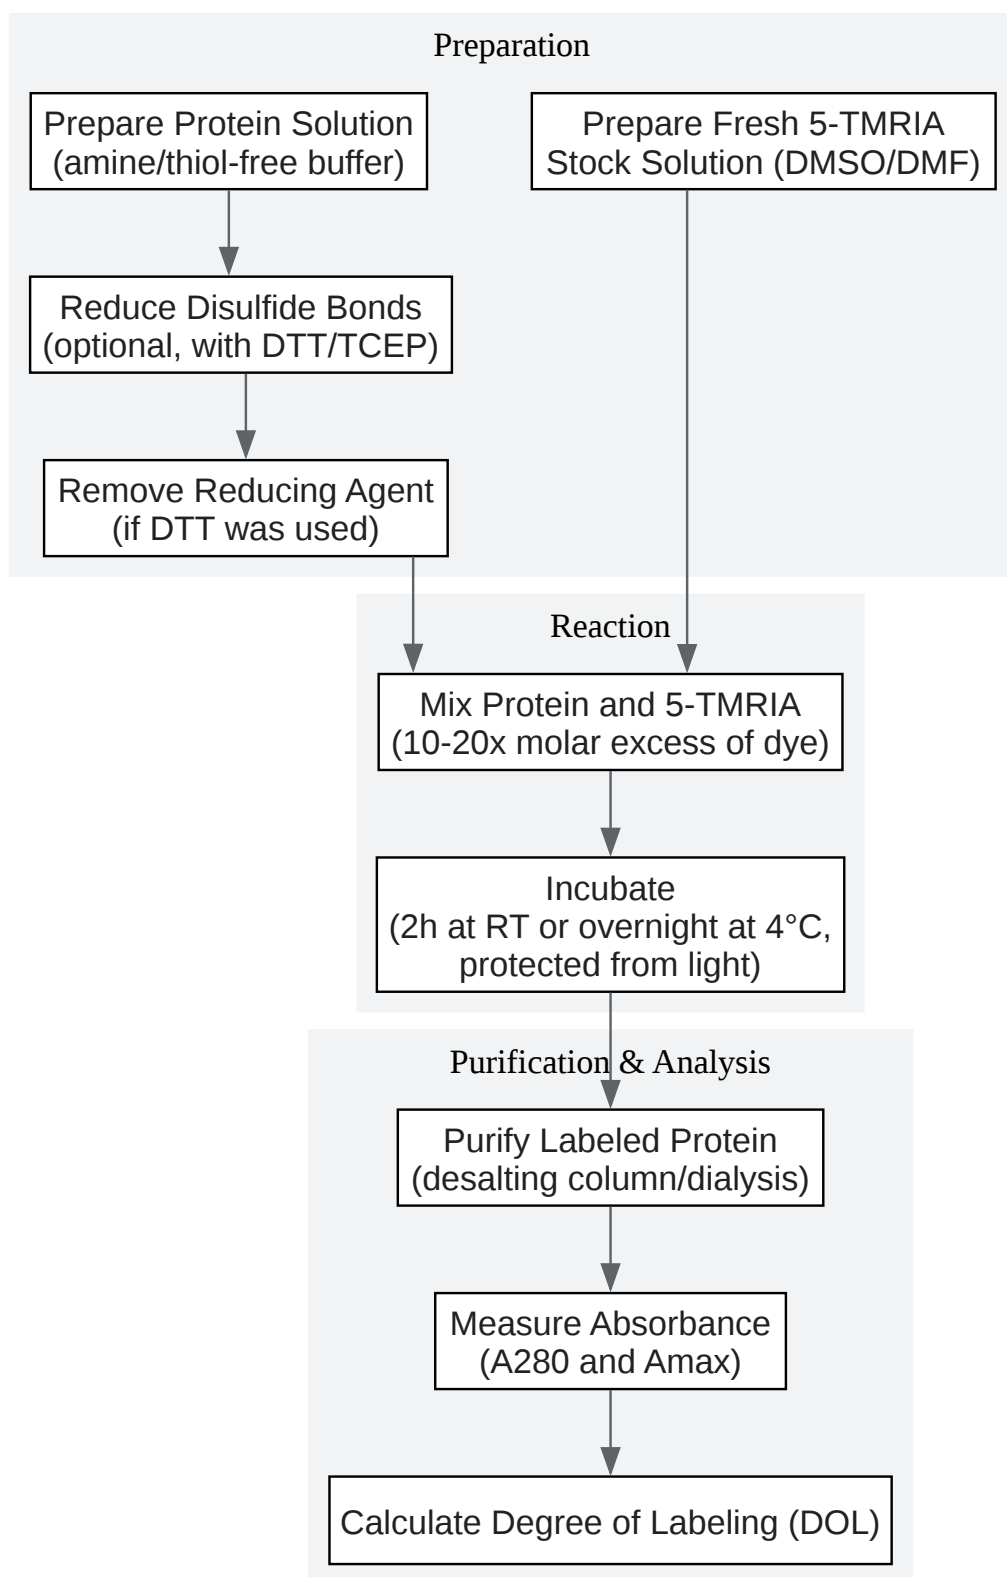 Preparation
Prepare Protein Solution
(amine/thiol-free buffer)
Prepare Fresh 5-TMRIA
Stock Solution (DMSO/DMF)
Reduce Disulfide Bonds
(optional, with DTT/TCEP)
Remove Reducing Agent
(if DTT was used)
Reaction
Mix Protein and 5-TMRIA
(10-20x molar excess of dye)
Incubate
(2h at RT or overnight at 4°C,
protected from light)
Purification & Analysis
Purify Labeled Protein
(desalting column/dialysis)
Measure Absorbance
(A280 and Amax)
Calculate Degree of Labeling (DOL)